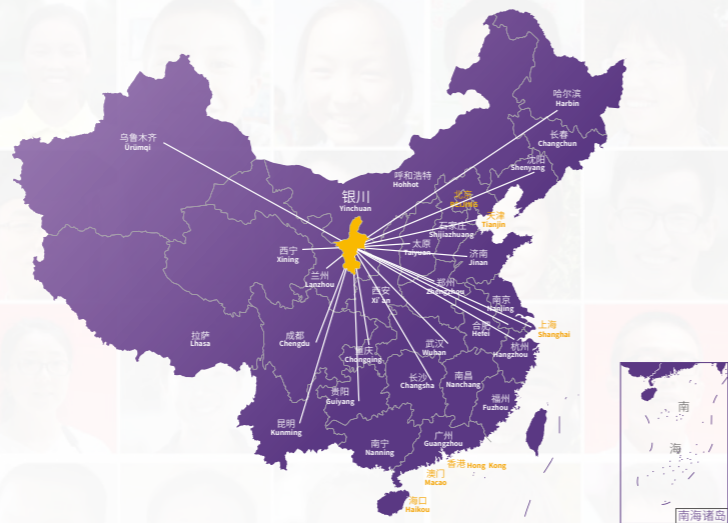 哈尔滨
Harbin
长春
Changchun
乌鲁木齐
Ürümqi
沈阳
Shenyang
呼和浩特
Hohhot
银川
Yinchuan
北京
BEIJING
天津
Tianjin
石家庄
Shijiazhuang
太原
Taiyuan
西宁
Xining
济南
Jinan
兰州
Lanzhou
西安
Xi'an
郑州
Zhengzhou
南京
Nanjing
合肥
Hefei
上海
Shanghai
拉萨
Lhasa
成都
Chengdu
重庆
Chongqing
武汉
Wuhan
杭州
Hangzhou
长沙
Changsha
南昌
Nanchang
贵阳
Guiyang
福州
Fuzhou
昆明
Kunming
南宁
Nanning
广州
Guangzhou
香港 Hong Kong
澳门
Macao
海口
Haikou
南
海
南海诸岛